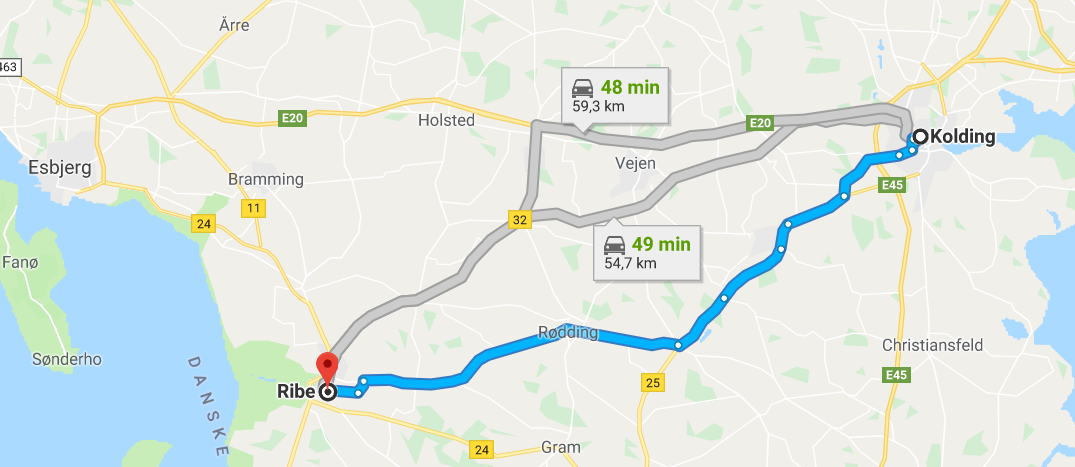 Årre
463
48 min
59,3 km
E20
Holsted
E20
Kolding
Esbjerg
Vejen
Bramming
E45
11
24
32
49 min
54,7 km
Fanø
Rødding
Sønderho
Christiansfeld
DANSKE
E45
25
Ribe
24
Gram